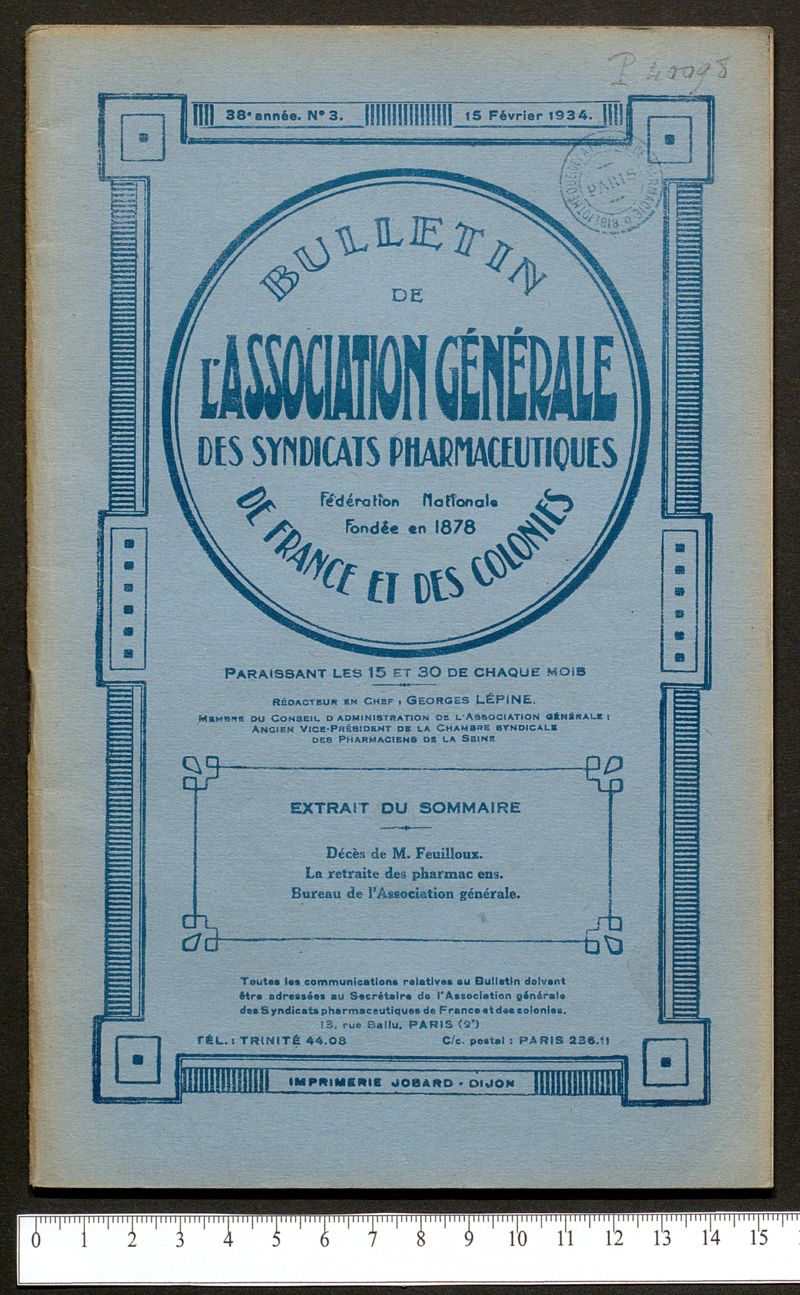 P 40098
38e année. N° 3. 15 Février 1934.
BULLETIN
DE
L'ASSOCIATION GÉNÉRALE
DES SYNDICATS PHARMACEUTIQUES
Fédération Nationale
Fondée en 1878
DE FRANCE ET DES COLONIES
PARAISSANT LES 15 ET 30 DE CHAQUE MOIS
RÉDACTEUR EN CHEF : GEORGES LÉPINE,
MEMBRE DU CONSEIL D'ADMINISTRATION DE L'ASSOCIATION GÉNÉRALE ;
ANCIEN VICE-PRÉSIDENT DE LA CHAMBRE SYNDICALE
DES PHARMACIENS DE LA SEINE
EXTRAIT DU SOMMAIRE
Décès de M. Feuilloux.
La retraite des pharmac ens.
Bureau de l'Association générale.
Toutes les communications relatives au Bulletin doivent
être adressées au Secrétaire de l'Association générale
des Syndicats pharmaceutiques de France et des colonies.
13, rue Ballu, PARIS (9e)
TÉL. : TRINITÉ 44.08 C/c. postal : PARIS 236.11
IMPRIMERIE JOBARD - DIJON
PARIS
0 1 2 3 4 5 6 7 8 9 10 11 12 13 14 15